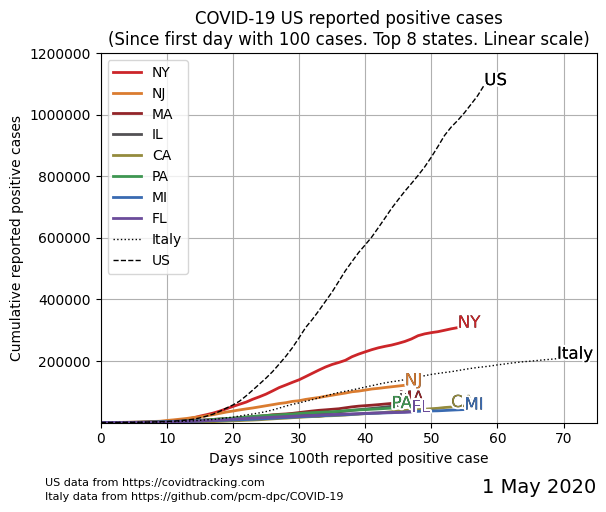 COVID-19 US reported positive cases
(Since first day with 100 cases. Top 8 states. Linear scale)
Cumulative reported positive cases
1200000
1000000
800000
600000
400000
200000
NY
NJ
MA
IL
CA
PA
MI
FL
Italy
US
US
NY
Italy
NJ
PA
FL
MI
0
10
20
30
40
50
60
70
Days since 100th reported positive case
US data from https://covidtracking.com
Italy data from https://github.com/pcm-dpc/COVID-19
1 May 2020